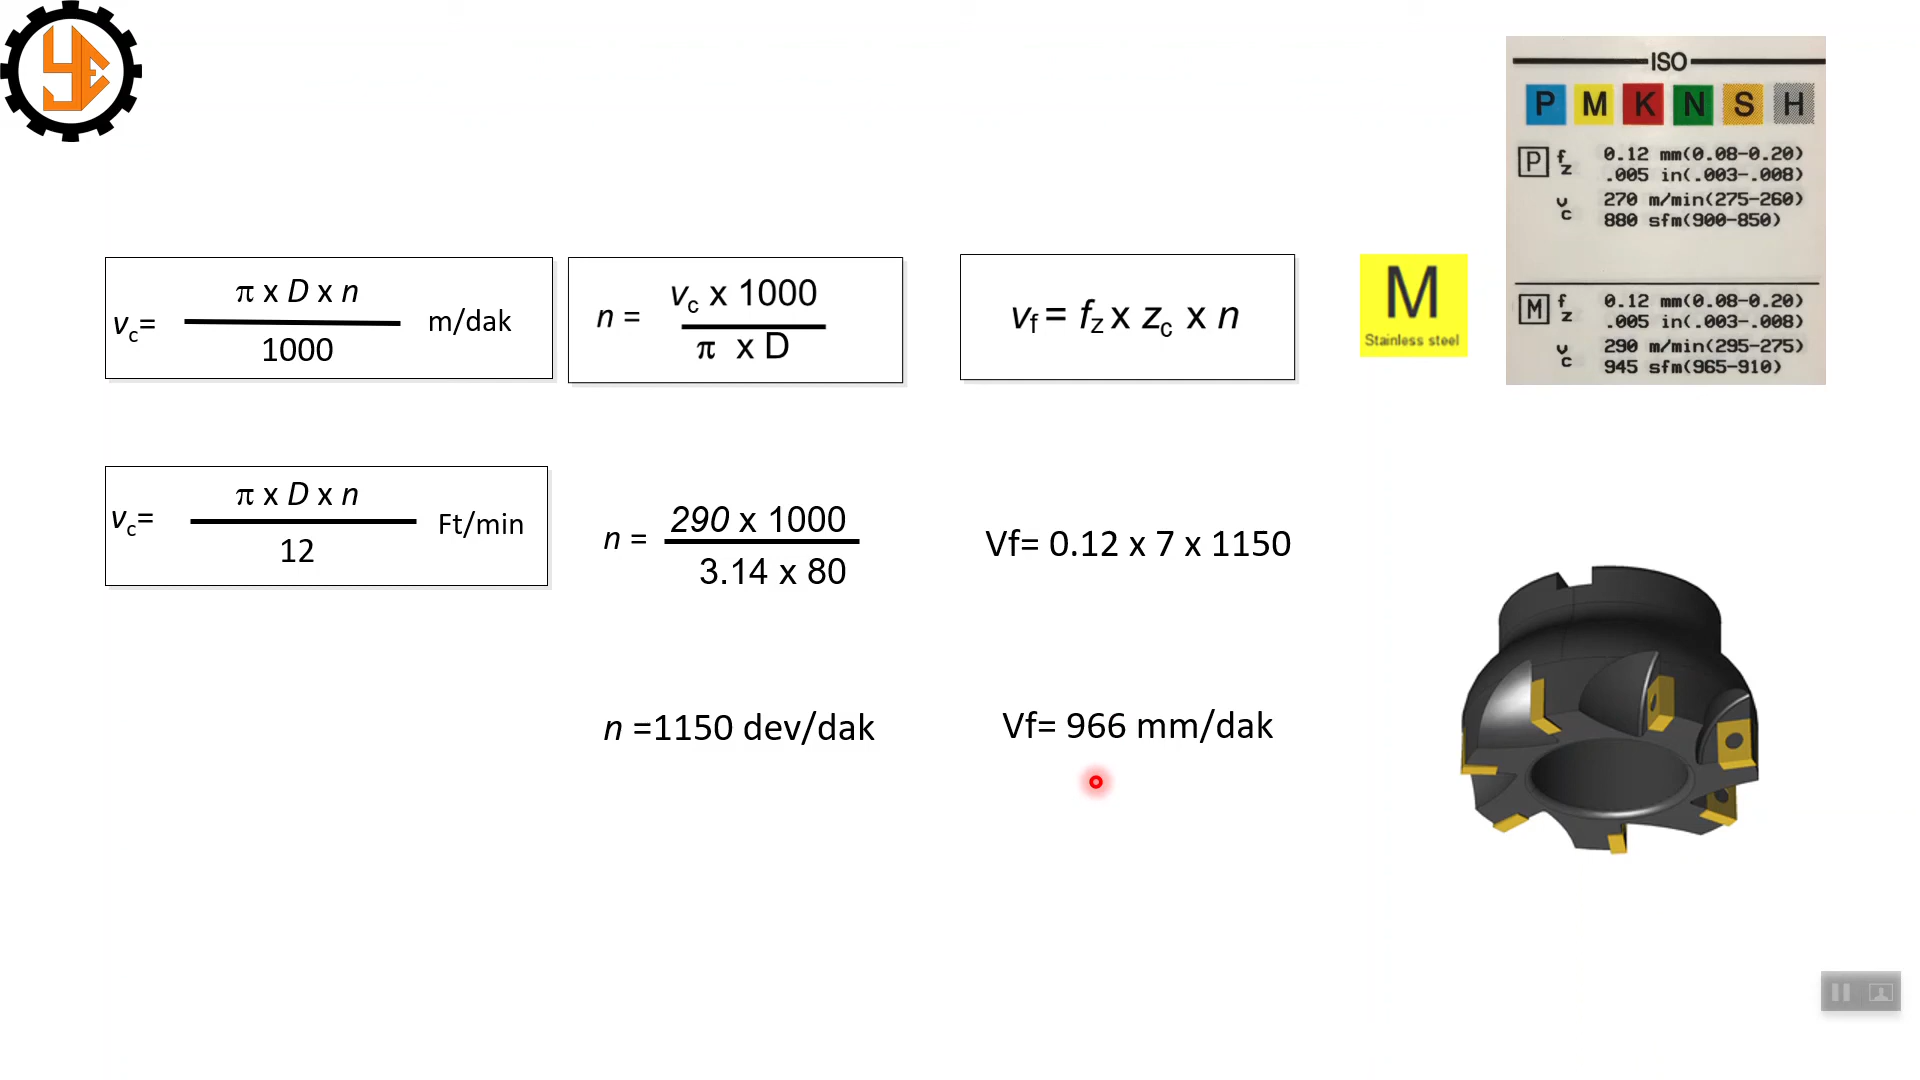 YE
ISO
P M K N S H
P fz 0.12 mm(0.08-0.20)
.005 in(.003-.008)
vc 270 m/min(275-260)
880 sfm(900-850)
M fz 0.12 mm(0.08-0.20)
.005 in(.003-.008)
vc 290 m/min(295-275)
945 sfm(965-910)
π x D x n
vc= m/dak
1000
vc x 1000
n =
π x D
vf = fz x zc x n
M
Stainless steel
π x D x n
vc= Ft/min
12
290 x 1000
n =
3.14 x 80
Vf= 0.12 x 7 x 1150
n =1150 dev/dak
Vf= 966 mm/dak